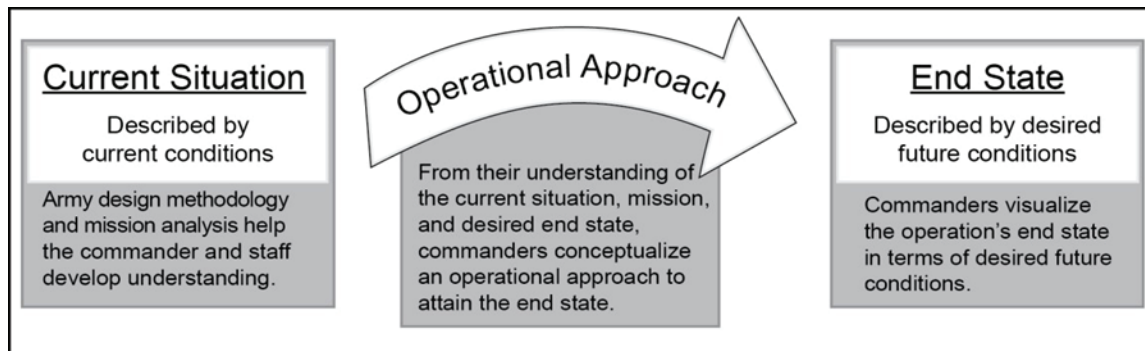 Current Situation
Described by
current conditions
Army design methodology
and mission analysis help
the commander and staff
develop understanding.
Operational Approach
From their understanding of
the current situation, mission,
and desired end state,
commanders conceptualize
an operational approach to
attain the end state.
End State
Described by desired
future conditions
Commanders visualize
the operation’s end state
in terms of desired future
conditions.